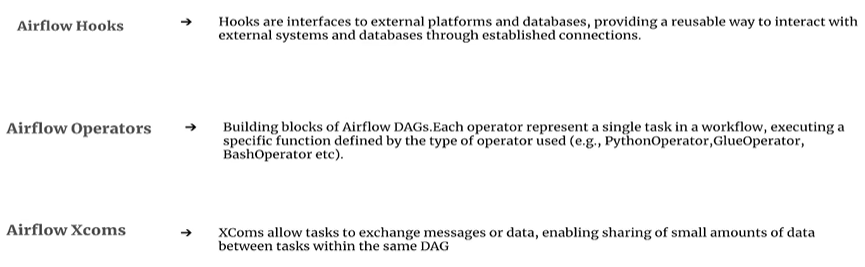 Airflow Hooks → Hooks are interfaces to external platforms and databases, providing a reusable way to interact with
external systems and databases through established connections.
Airflow Operators → Building blocks of Airflow DAGs.Each operator represent a single task in a workflow, executing a
specific function defined by the type of operator used (e.g., PythonOperator,GlueOperator,
BashOperator etc).
Airflow Xcoms → XComs allow tasks to exchange messages or data, enabling sharing of small amounts of data
between tasks within the same DAG